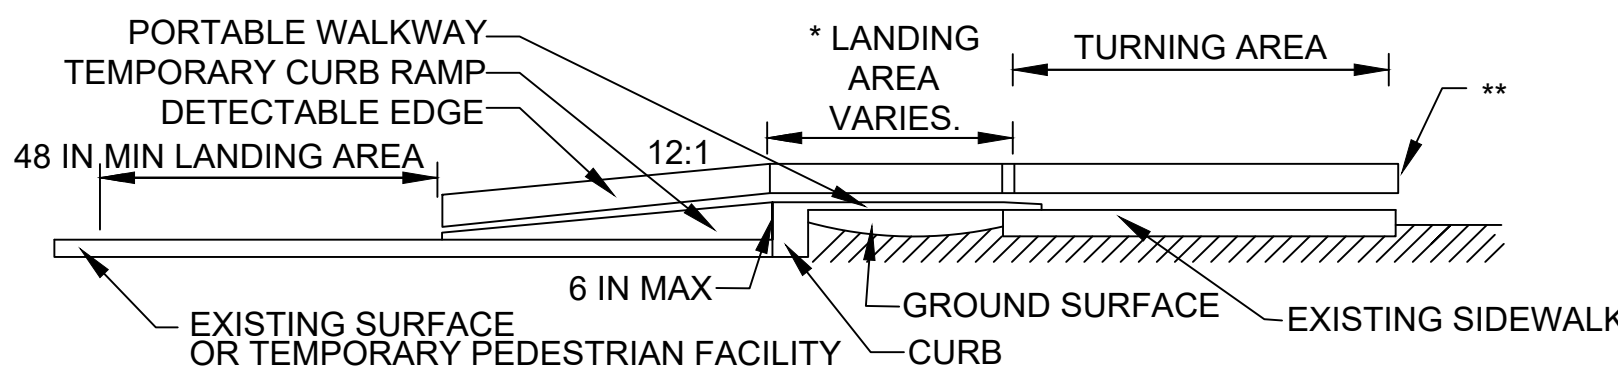 PORTABLE WALKWAY
TEMPORARY CURB RAMP
DETECTABLE EDGE
48 IN MIN LANDING AREA
12:1
* LANDING
AREA
VARIES.
TURNING AREA
**
6 IN MAX
GROUND SURFACE
EXISTING SIDEWALK
EXISTING SURFACE
OR TEMPORARY PEDESTRIAN FACILITY
CURB